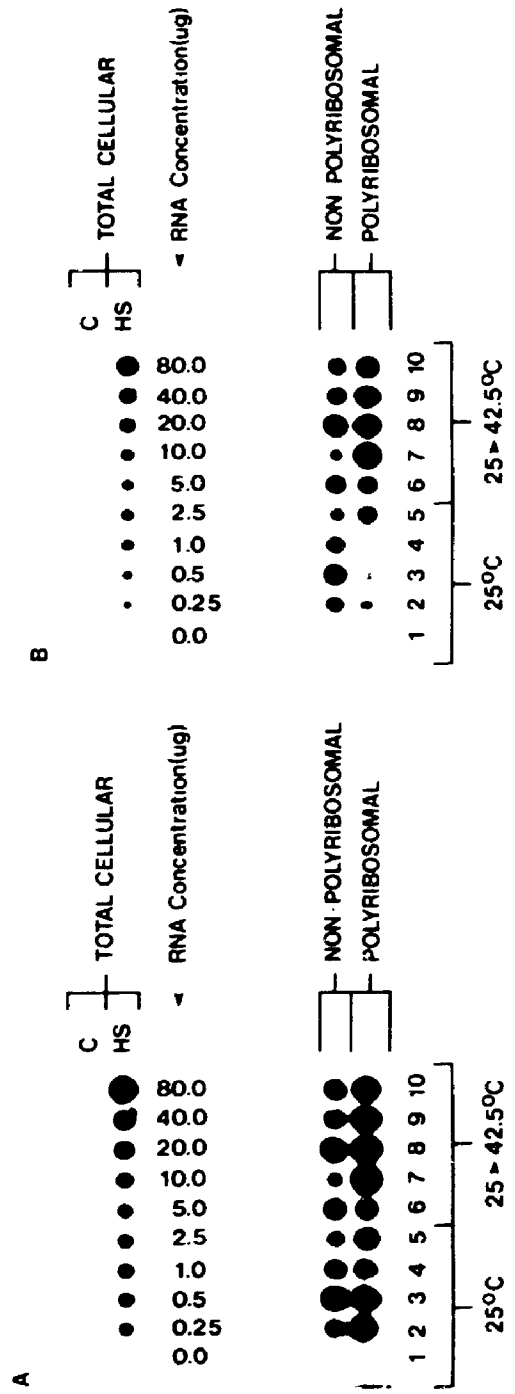 A
C
HS
TOTAL CELLULAR
0.0 0.25 0.5 1.0 2.5 5.0 10.0 20.0 40.0 80.0
◄ RNA Concentration(ug)
NON-POLYRIBOSOMAL
POLYRIBOSOMAL
1 2 3 4 5 6 7 8 9 10
25°C
25►42.5°C
B
C
HS
TOTAL CELLULAR
0.0 0.25 0.5 1.0 2.5 5.0 10.0 20.0 40.0 80.0
◄ RNA Concentration(ug)
NON POLYRIBOSOMAL
POLYRIBOSOMAL
1 2 3 4 5 6 7 8 9 10
25°C
25►42.5°C